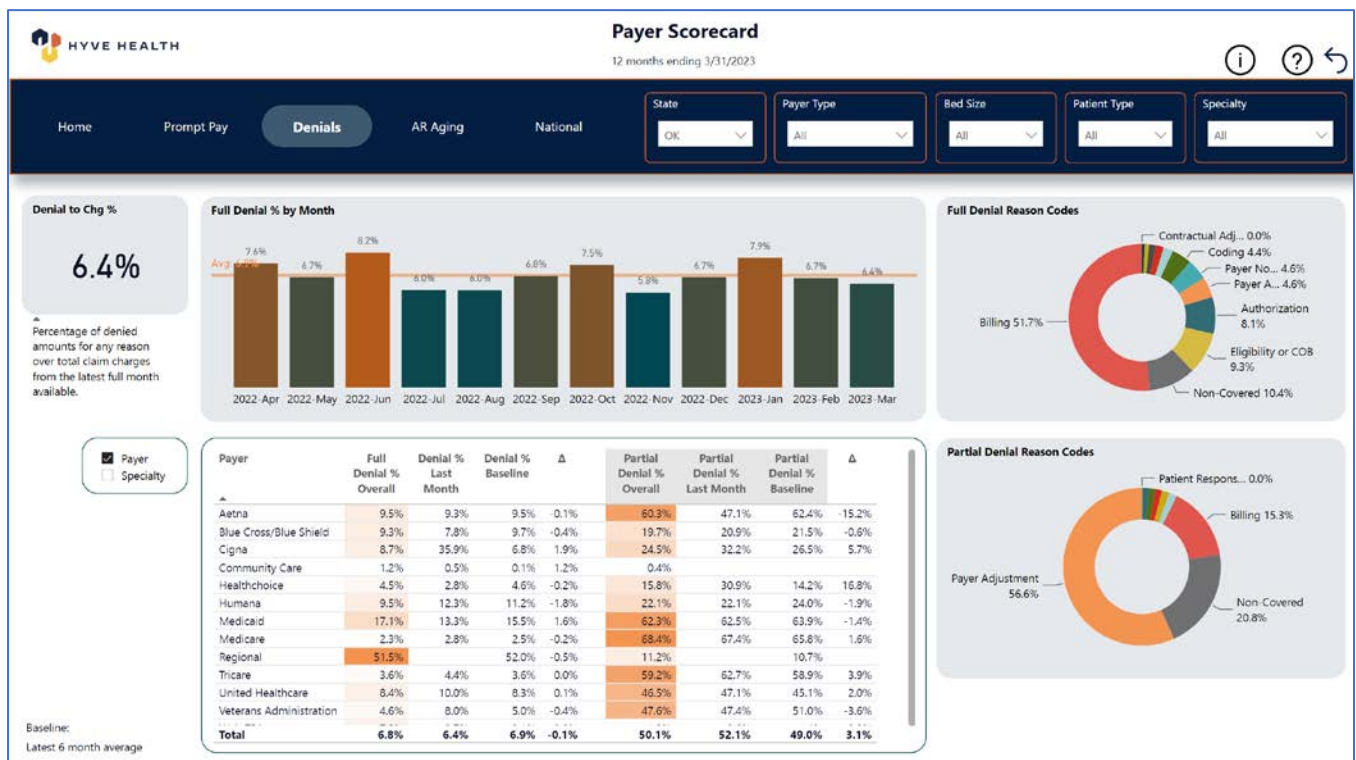 HYVE HEALTH
Payer Scorecard
12 months ending 3/31/2023
i ?
Home Prompt Pay Denials AR Aging National
State Payer Type Bed Size Patient Type Specialty
OK All All All All
Denial to Chg %
6.4%
Percentage of denied
amounts for any reason
over total claim charges
from the latest full month
available.
Full Denial % by Month
Avg:
7.6% 6.7% 8.2% 6.0% 6.0% 6.8% 7.5% 5.8% 6.7% 7.9% 6.7% 6.4%
2022-Apr 2022-May 2022-Jun 2022-Jul 2022-Aug 2022-Sep 2022-Oct 2022-Nov 2022-Dec 2023-Jan 2023-Feb 2023-Mar
Full Denial Reason Codes
Contractual Adj... 0.0%
Coding 4.4%
Payer No... 4.6%
Payer A... 4.6%
Authorization
8.1%
Eligibility or COB
9.3%
Non-Covered 10.4%
Billing 51.7%
Payer
Specialty
Payer Full Denial % Denial % Δ Partial Partial Partial Δ
Denial % Last Baseline Denial % Denial % Denial %
Overall Month Overall Last Month Baseline
Aetna 9.5% 9.3% 9.5% -0.1% 60.3% 47.1% 62.4% -15.2%
Blue Cross/Blue Shield 9.3% 7.8% 9.7% -0.4% 19.7% 20.9% 21.5% -0.6%
Cigna 8.7% 35.9% 6.8% 1.9% 24.5% 32.2% 26.5% 5.7%
Community Care 1.2% 0.5% 0.1% 1.2% 0.4%
Healthchoice 4.5% 2.8% 4.6% -0.2% 15.8% 30.9% 14.2% 16.8%
Humana 9.5% 12.3% 11.2% -1.8% 22.1% 22.1% 24.0% -1.9%
Medicaid 17.1% 13.3% 15.5% 1.6% 62.3% 62.5% 63.9% -1.4%
Medicare 2.3% 2.8% 2.5% -0.2% 68.4% 67.4% 65.8% 1.6%
Regional 51.5% 52.0% -0.5% 11.2% 10.7%
Tricare 3.6% 4.4% 3.6% 0.0% 59.2% 62.7% 58.9% 3.9%
United Healthcare 8.4% 10.0% 8.3% 0.1% 46.5% 47.1% 45.1% 2.0%
Veterans Administration 4.6% 8.0% 5.0% -0.4% 47.6% 47.4% 51.0% -3.6%
Total 6.8% 6.4% 6.9% -0.1% 50.1% 52.1% 49.0% 3.1%
Partial Denial Reason Codes
Patient Respons... 0.0%
Billing 15.3%
Payer Adjustment
56.6%
Non-Covered
20.8%
Baseline:
Latest 6 month average